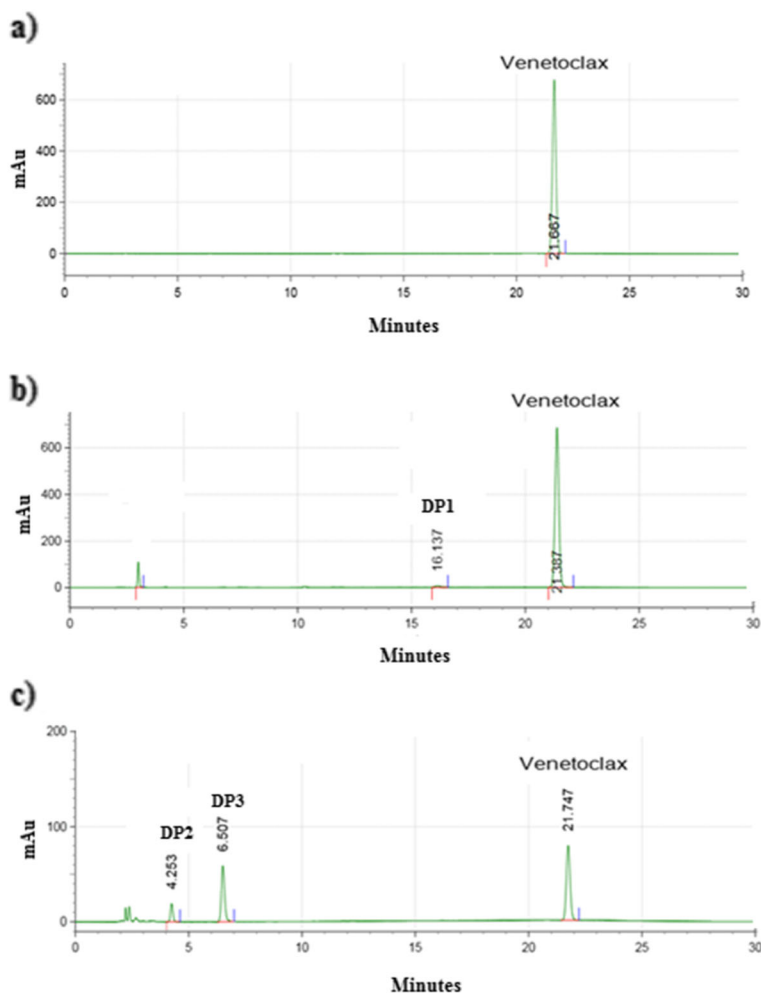 a)
Venetoclax
600
400
200
0
mAu
21.667
0 5 10 15 20 25 30
Minutes
b)
Venetoclax
600
400
200
0
mAu
DP1
16.137
21.387
0 5 10 15 20 25 30
Minutes
c)
200
100
0
mAu
Venetoclax
DP3
DP2
4.253
6.507
21.747
0 5 10 15 20 25 30
Minutes